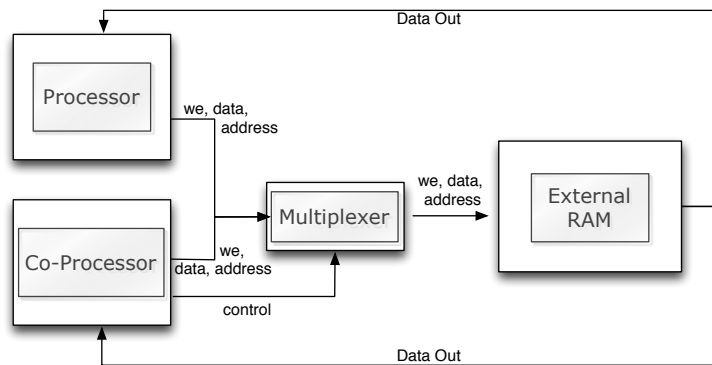 Data Out
Processor
we, data,
address
Co-Processor
we,
data, address
control
Multiplexer
we, data,
address
External
RAM
Data Out